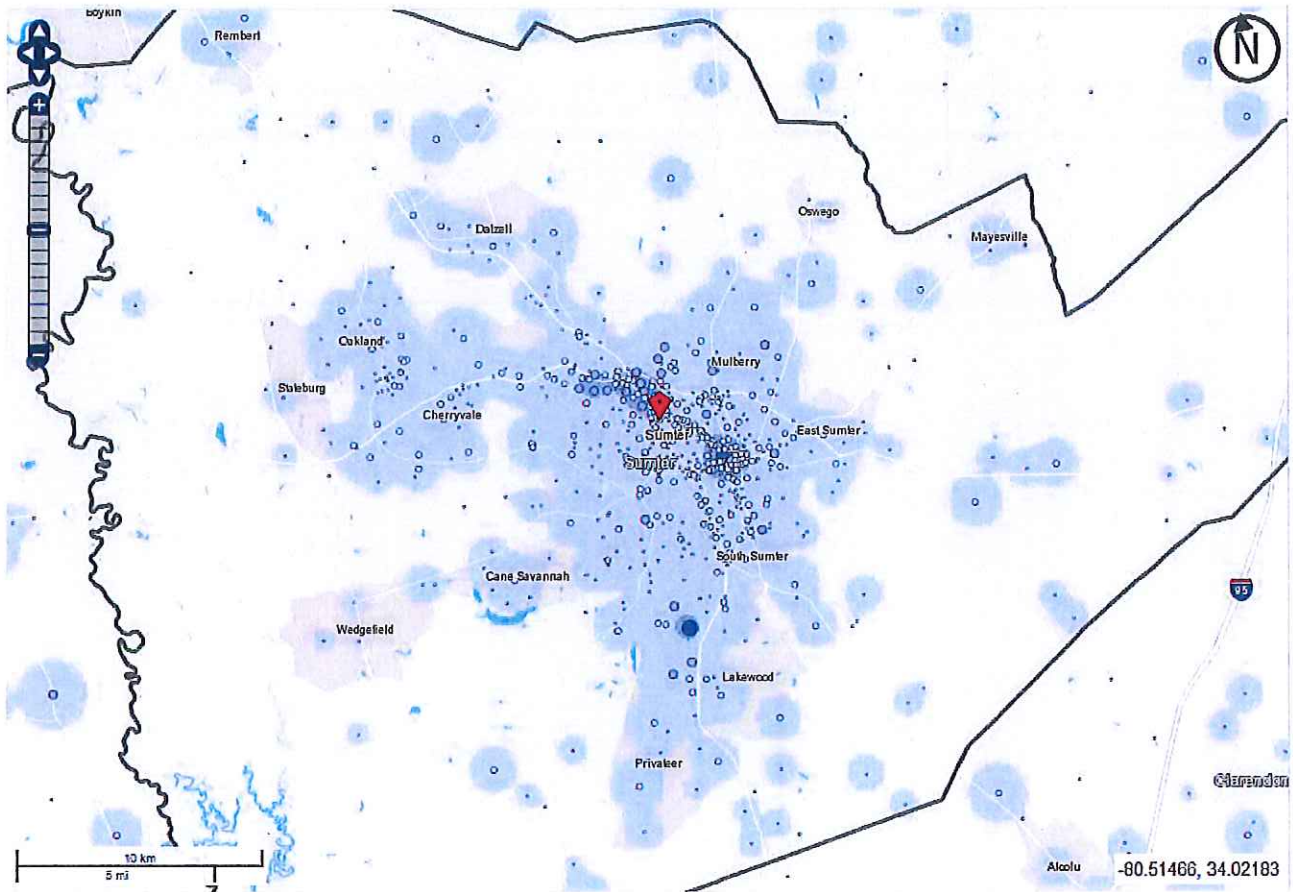 Boykin
Rembert
N
Oswego
Dalzell
Mayesville
Oakland
Mulberry
Stateburg
Cherryvale
Sumter
East Sumter
Sumter
South Sumter
Cane Savannah
95
Wedgefield
Lakewood
Privateer
Clarendon
10 km
5 mi
Alcolu
-80.51466, 34.02183